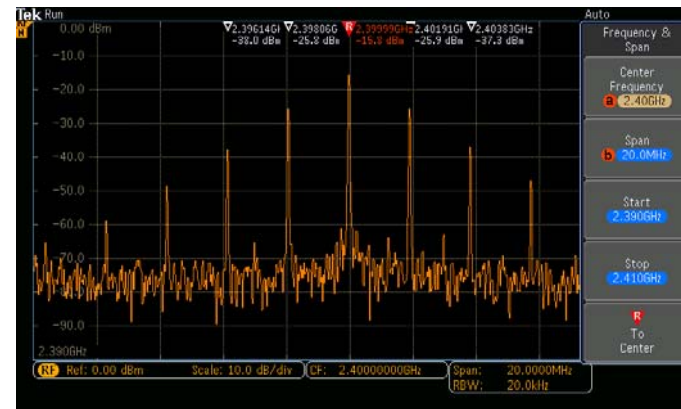 Tek Run
Auto
0.00 dBm
2.39614G
2.39806G
R
2.39999GHz
2.40191G
2.40383GHz
-38.0 dBm
-25.8 dBm
-15.8 dBm
-25.9 dBm
-37.3 dBm
-10.0
-20.0
-30.0
-40.0
-50.0
-60.0
-70.0
-80.0
-90.0
2.390GHz
Frequency &
Span
Center
Frequency
a 2.40GHz
Span
b 20.0MHz
Start
2.390GHz
Stop
2.410GHz
R
To
Center
RF Ref: 0.00 dBm Scale: 10.0 dB/div CF: 2.40000000GHz Span: 20.0000MHz
RBW: 20.0kHz